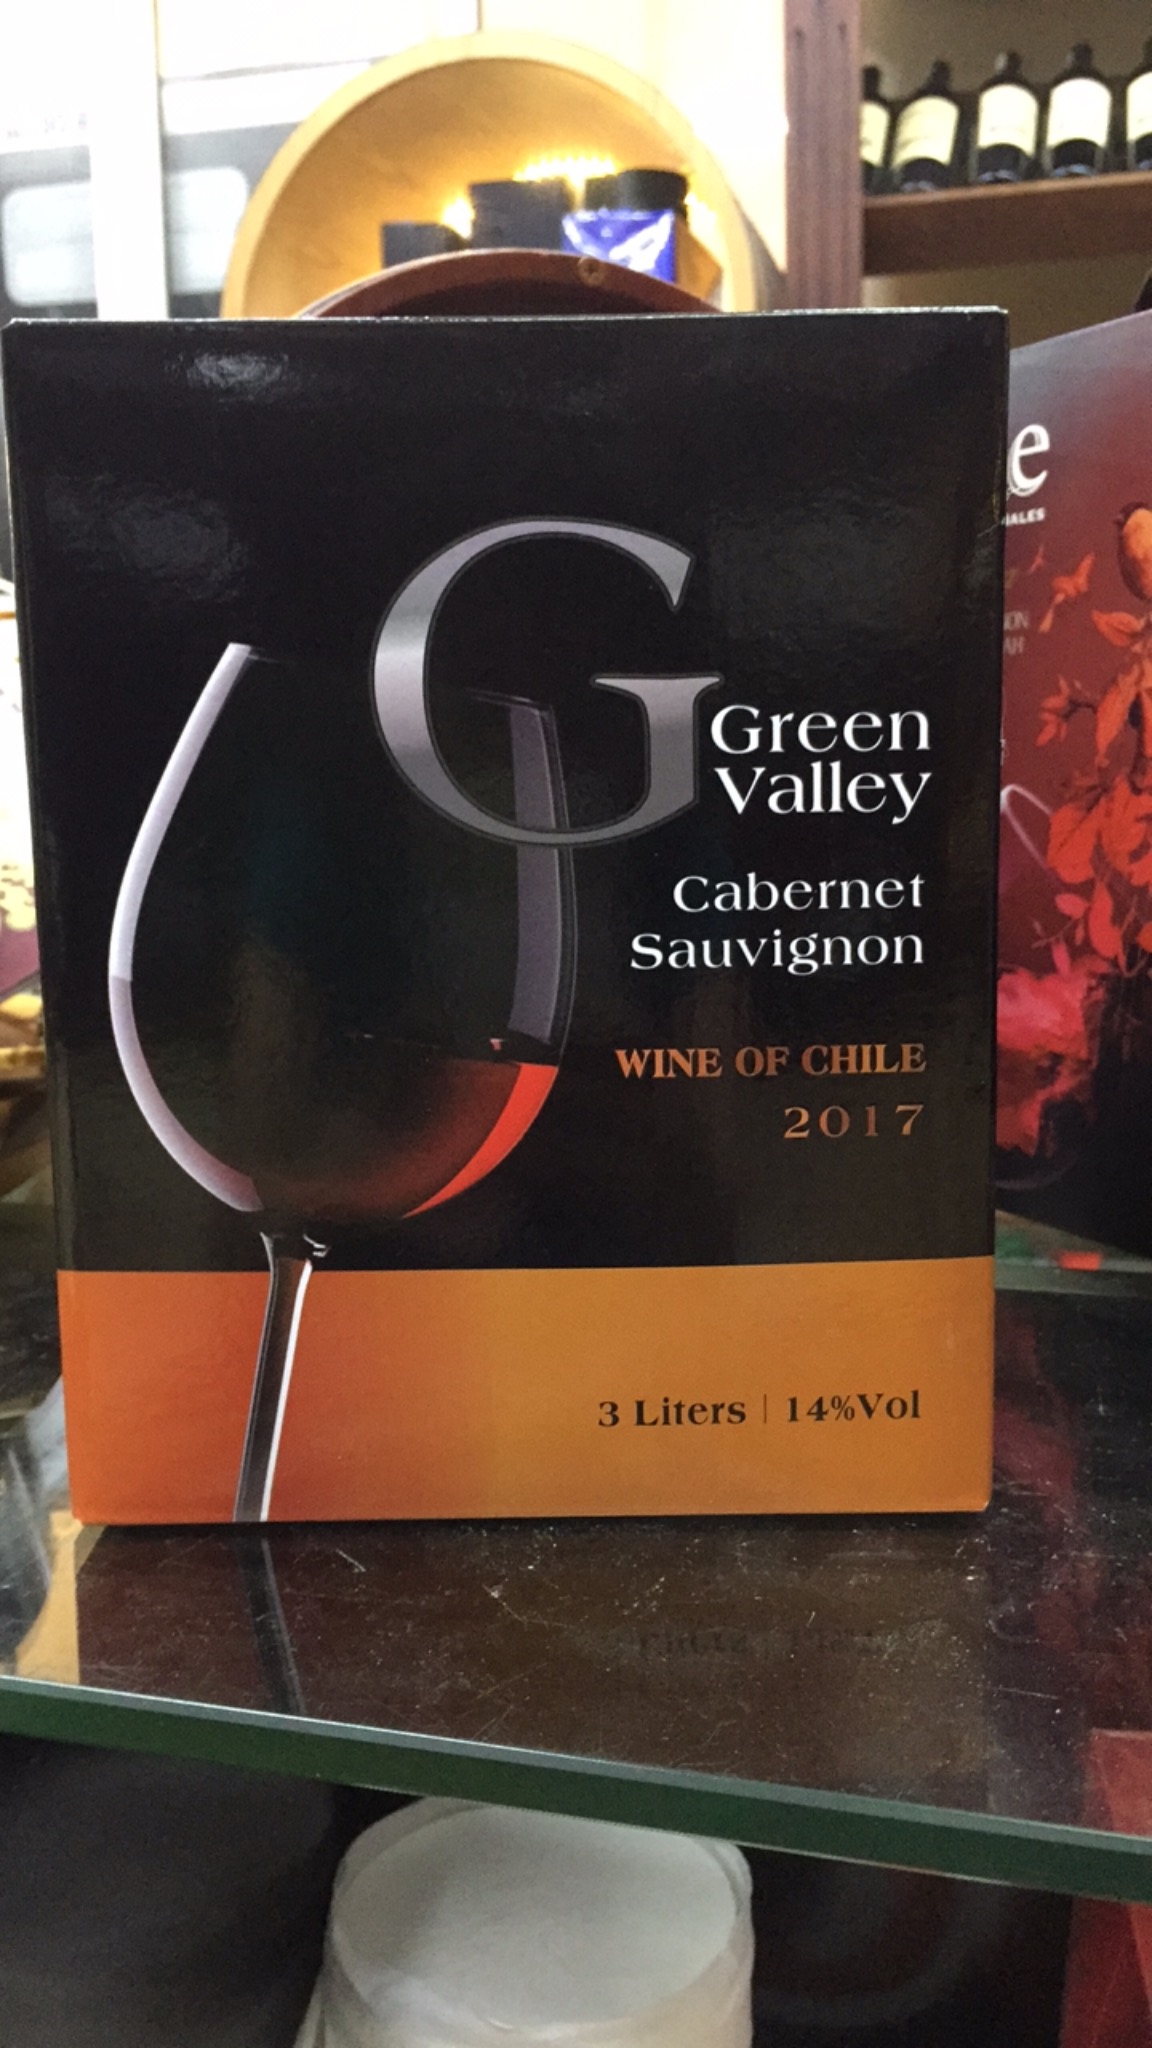 G
Green
Valley
Cabernet
Sauvignon
WINE OF CHILE
2017
3 Liters | 14%Vol
e